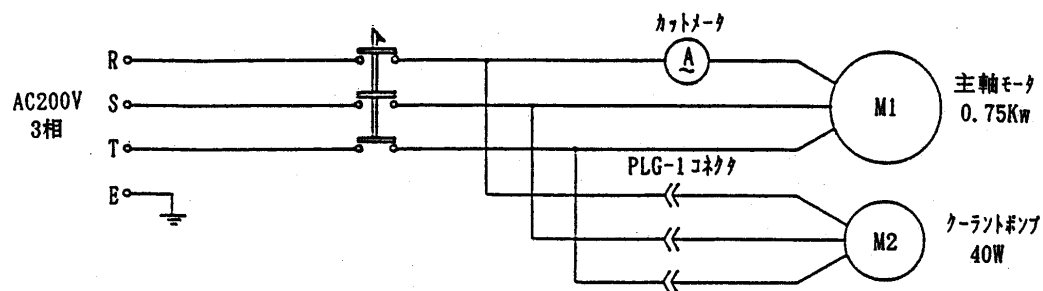 カットメータ
R
A
AC200V
3相
S
M1
主軸モータ
0.75Kw
T
PLG-1コネクタ
E
M2
クーラントポンプ
40W